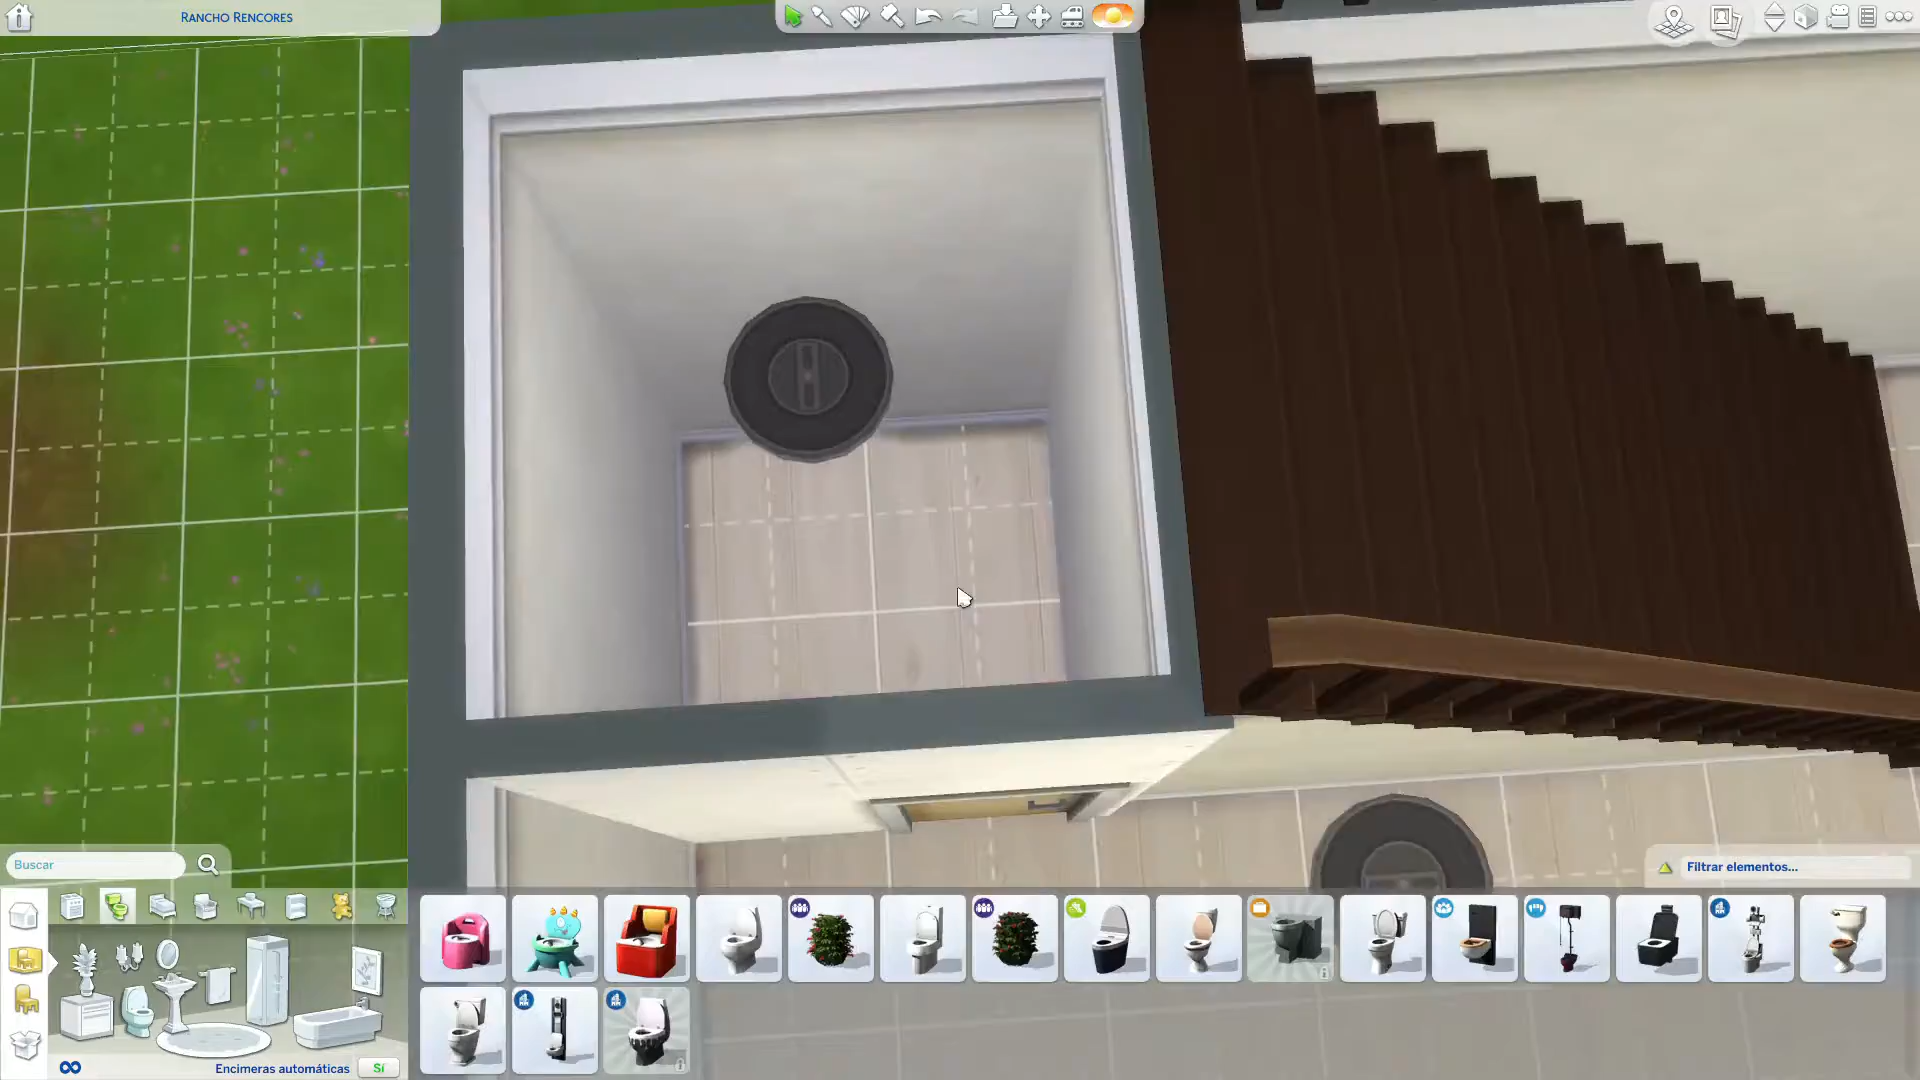 Rancho Rencores
Buscar
Filtrar elementos...
Encimeras automáticas Sí